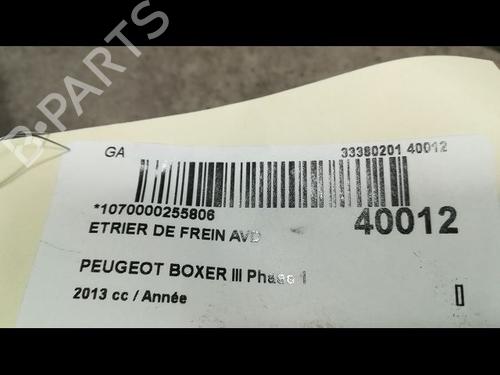 B-PARTS
GA
33380201 40012
*1070000255806
40012
ETRIER DE FREIN AVD
PEUGEOT BOXER III Phase 1
2013 cc / Année